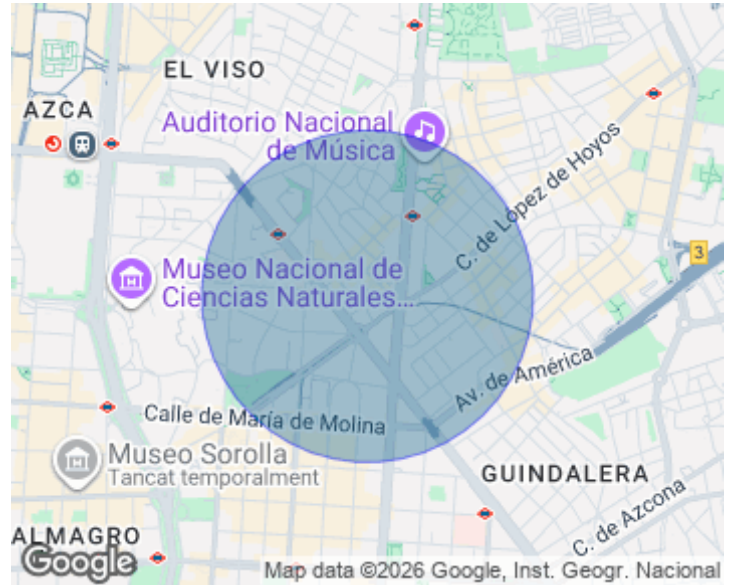 EL VISO
AZCA
Auditorio Nacional
de Música
C. de López de Hoyos
3
Museo Nacional de
Ciencias Naturales....
Av. de América
Calle de María de Molina
Museo Sorolla
Tancat temporalment
GUINDALERA
C. de Azcona
ALMAGRO
Google
Map data ©2026 Google, Inst. Geogr. Nacional